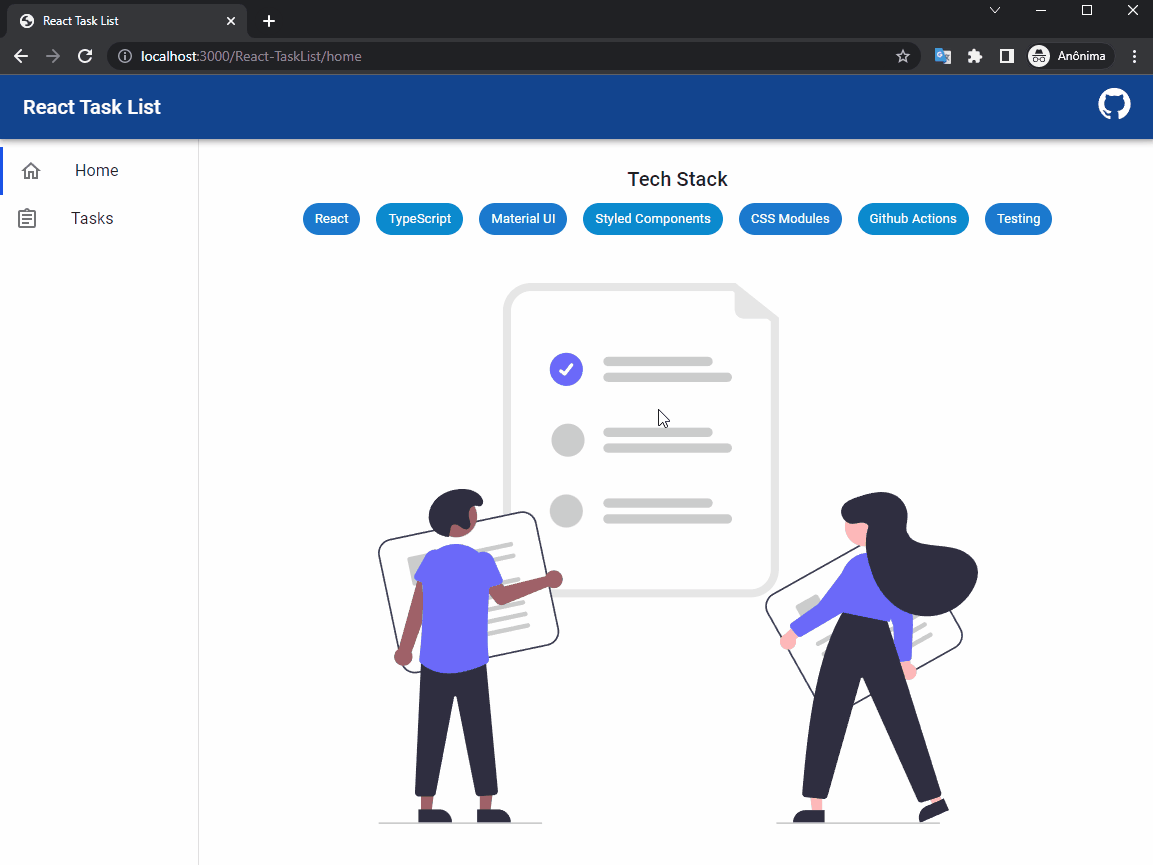 React Task List
localhost:3000/React-TaskList/home
Anônima
React Task List
Home
Tasks
Tech Stack
React TypeScript Material UI Styled Components CSS Modules Github Actions Testing